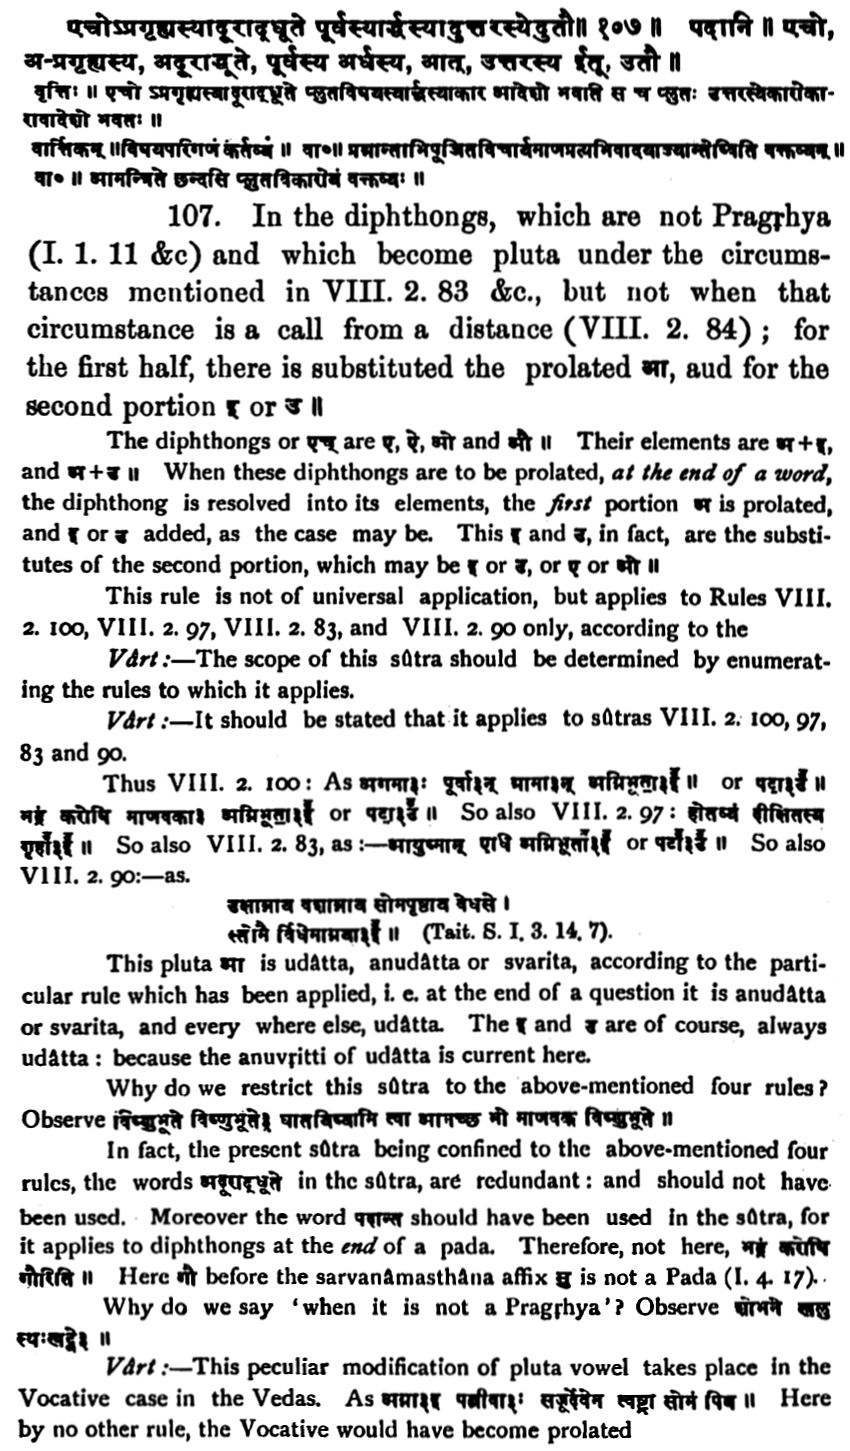 एचोऽप्रगृह्यस्यादूराद्धूते पूर्वस्यार्द्धस्यादुत्तरस्येदुतौ॥ १०७॥ पदानि॥ एचो,
अ-प्रगृह्यस्य, अदूराद्धूते, पूर्वस्य अर्धस्य, आत्, उत्तरस्य ईत्, उतौ॥
वृत्तिः॥ एचो ऽप्रगृह्यस्यादूराद्धूते प्लुतविषयस्यार्द्धस्याकार आदेशो भवति स च प्लुतः उत्तरस्येकारोका-
रावादेशौ भवतः॥
वार्त्तिकम्॥विषयपरिगणं कर्तव्यं॥ वा०॥ प्रश्नान्ताभिपूजितविचार्यमाणप्रत्यभिवादयाज्यान्तेष्विति वक्तव्यम्॥
वा०॥ आमन्त्रिते छन्दसि प्लुतविकारोयं वक्तव्यः॥
107. In the diphthongs, which are not Pragṛhya
(I. 1. 11 &c) and which become pluta under the circums-
tances mentioned in VIII. 2. 83 &c., but not when that
circumstance is a call from a distance (VIII. 2. 84) ; for
the first half, there is substituted the prolated आ, aud for the
second portion इ or उ॥
The diphthongs or एच् are ए, ऐ, ओ and औ॥ Their elements are अ+इ,
and अ+उ॥ When these diphthongs are to be prolated, at the end of a word,
the diphthong is resolved into its elements, the first portion अ is prolated,
and इ or उ added, as the case may be. This इ and उ, in fact, are the substi-
tutes of the second portion, which may be इ or उ, or ए or ओ॥
This rule is not of universal application, but applies to Rules VIII.
2. 100, VIII. 2. 97, VIII. 2. 83, and VIII. 2. 90 only, according to the
Vârt :—The scope of this sûtra should be determined by enumerat-
ing the rules to which it applies.
Vârt :—It should be stated that it applies to sûtras VIII. 2. 100, 97,
83 and 90.
Thus VIII. 2. 100 : As अगमा३ः पूर्वा३न् ग्रामा३न् अग्निभूता३इँ॥ or पटा३उँ॥
भद्रं करोषि माणवका३ अग्निभूता३इँ or पटा३उँ॥ So also VIII. 2. 97 : होतव्यं दीक्षितस्य
गृहाँ३इँ॥ So also VIII. 2. 83, as :—आयुष्मान् एधि अग्निभूताँ३इँ or पटाँ३उँ॥ So also
VIII. 2. 90:—as.
उक्षान्नाय वशान्नाय सोमपृष्ठाय वेधसे।
स्तोमै र्विधेमाग्नया३इँ॥ (Tait. S. I. 3. 14. 7).
This pluta आ is udâtta, anudâtta or svarita, according to the parti-
cular rule which has been applied, i. e. at the end of a question it is anudâtta
or svarita, and every where else, udâtta. The इ and उ are of course, always
udâtta : because the anuvṛitti of udâtta is current here.
Why do we restrict this sûtra to the above-mentioned four rules?
Observe विष्णुभूते विष्णुभूते३ घातयिष्यामि त्वा आगच्छ भो माणवक विष्णुभूते॥
In fact, the present sûtra being confined to the above-mentioned four
rules, the words अदूराद्धूते in the sûtra, are redundant : and should not have
been used. Moreover the word पदान्त should have been used in the sûtra, for
it applies to diphthongs at the end of a pada. Therefore, not here, भद्रं करोषि
गौरिति॥ Here गौ before the sarvanâmasthâna affix सु is not a Pada (I. 4. 17).
Why do we say 'when it is not a Pragṛhya'? Observe शोभने खलु
स्यःखट्वे३॥
Vârt :—This peculiar modification of pluta vowel takes place in the
Vocative case in the Vedas. As अग्ना३इ पत्नीवा३ः सजूर्देवेन त्वष्ट्रा सोमं पिब॥ Here
by no other rule, the Vocative would have become prolated